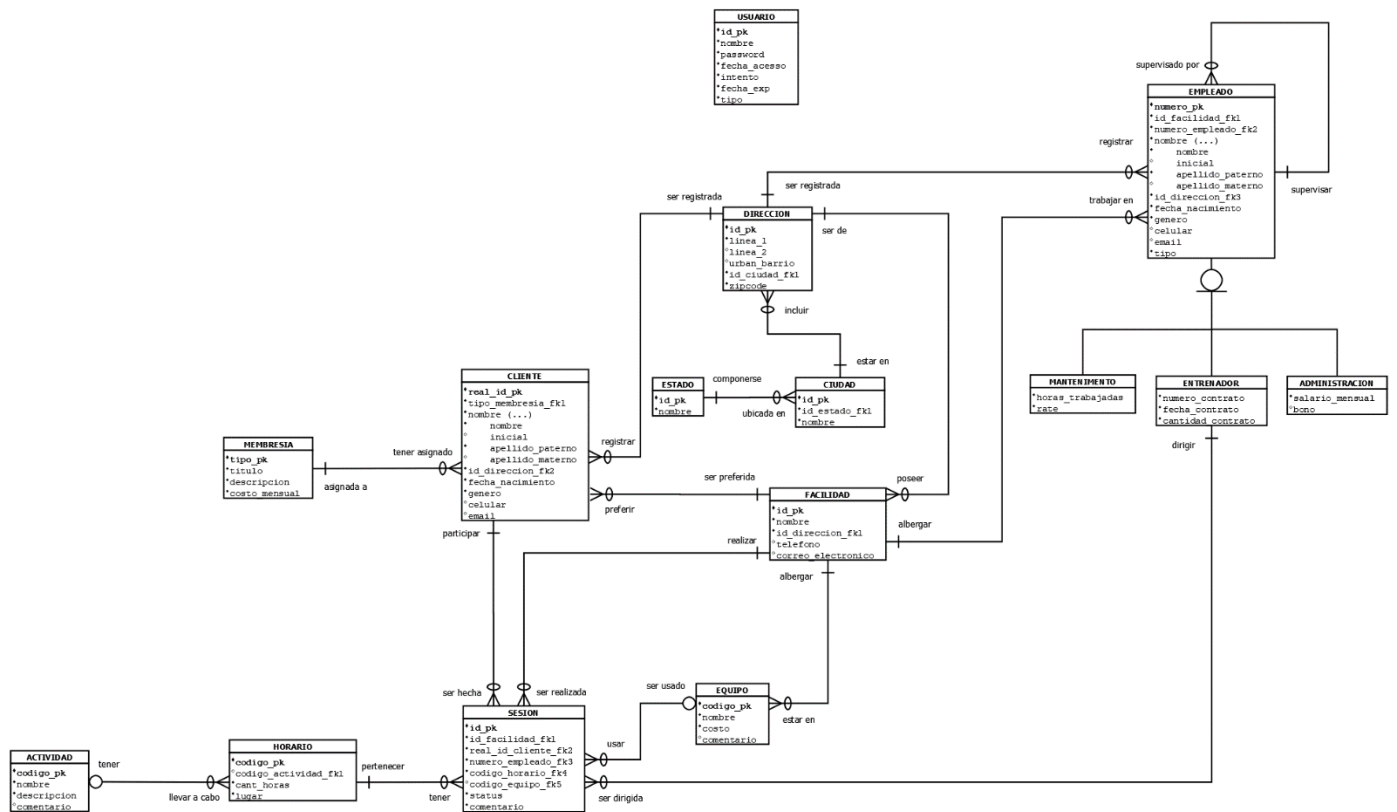 USUARIO
*id_pk
*nombre
*password
*fecha_acesso
*intento
*fecha_exp
*tipo
supervisado por
EMPLEADO
*numero_pk
*id_facilidad_fk1
*numero_empleado_fk2
*nombre (...)
* nombre
° inicial
* apellido_paterno
° apellido_materno
*id_direccion_fk3
*fecha_nacimiento
*genero
°celular
°email
*tipo
registrar
supervisar
trabajar en
ser registrada
ser registrada
DIRECCION
*id_pk
*linea_1
°linea_2
°urban_barrio
*id_ciudad_fk1
*zipcode
ser de
incluir
estar en
ESTADO
*id_pk
*nombre
componerse
ubicada en
CIUDAD
*id_pk
*id_estado_fk1
*nombre
MANTENIMENTO
*horas_trabajadas
*rate
ENTRENADOR
*numero_contrato
*fecha_contrato
*cantidad_contrato
ADMINISTRACION
*salario_mensual
°bono
dirigir
CLIENTE
*real_id_pk
*tipo_membresia_fk1
*nombre (...)
* nombre
° inicial
* apellido_paterno
° apellido_materno
*id_direccion_fk2
*fecha_nacimiento
*genero
°celular
°email
registrar
tener asignado
MEMBRESIA
*tipo_pk
*titulo
*descripcion
*costo_mensual
asignada a
ser preferida
preferir
poseer
FACILIDAD
*id_pk
*nombre
*id_direccion_fk1
°telefono
°correo_electronico
albergar
participar
realizar
albergar
ser hecha
ser realizada
ser usado
EQUIPO
*codigo_pk
*nombre
*costo
°comentario
estar en
SESION
*id_pk
*id_facilidad_fk1
*real_id_cliente_fk2
*numero_empleado_fk3
*codigo_horario_fk4
°codigo_equipo_fk5
*status
*comentario
usar
ser dirigida
ACTIVIDAD
*codigo_pk
*nombre
*descripcion
°comentario
tener
llevar a cabo
HORARIO
*codigo_pk
°codigo_actividad_fk1
*cant_horas
*lugar
pertenecer
tener